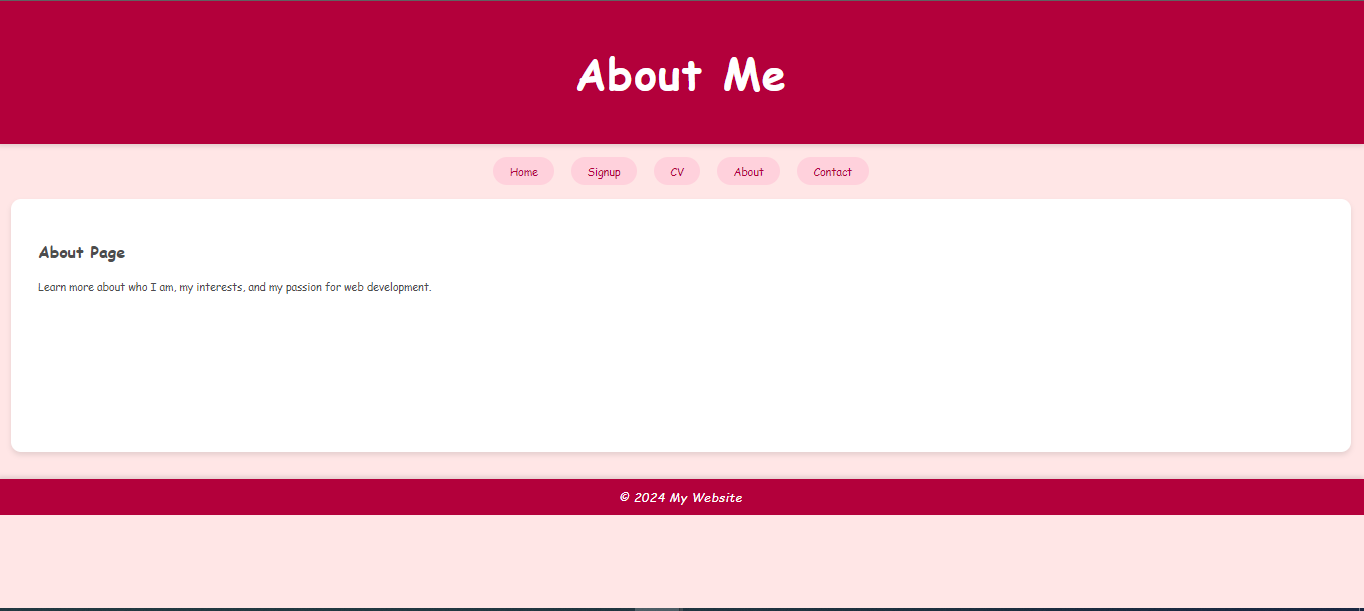 About Me
Home Signup CV About Contact
About Page
Learn more about who I am, my interests, and my passion for web development.
© 2024 My Website